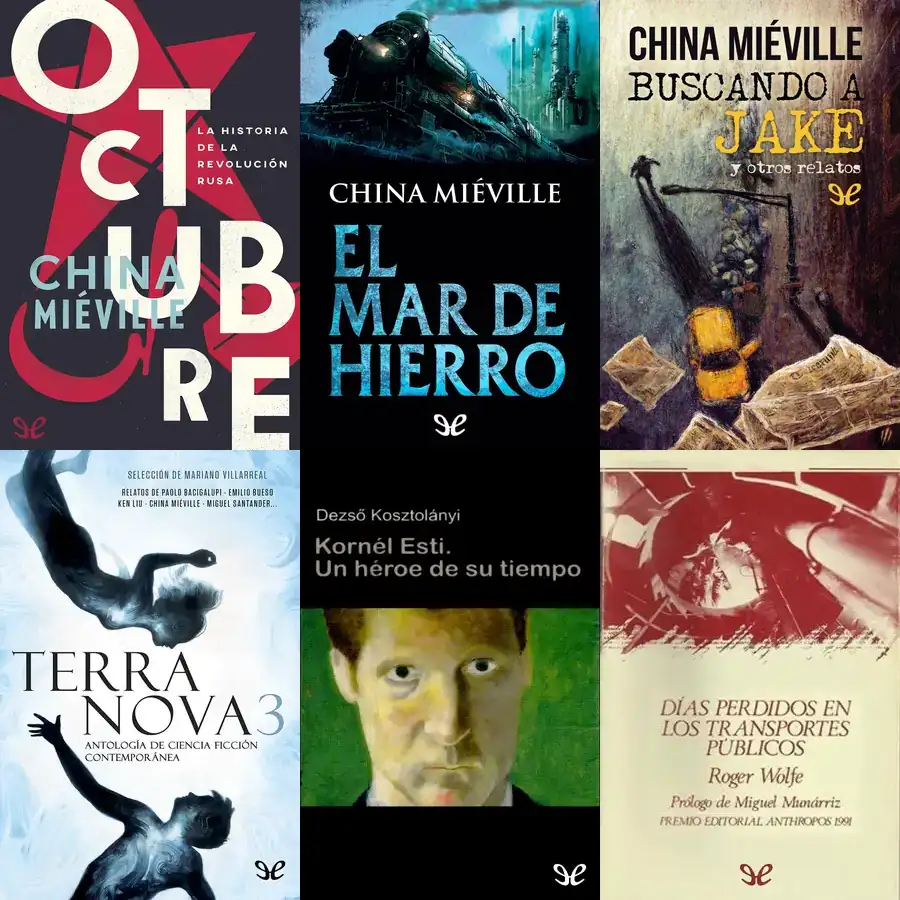 OCTUBRE
LA HISTORIA
DE LA
REVOLUCIÓN
RUSA
CHINA
MIÉVILLE
CHINA MIÉVILLE
EL
MAR DE
HIERRO
CHINA MIÉVILLE
BUSCANDO A
JAKE
y otros relatos
SELECCIÓN DE MARIANO VILLARREAL
RELATOS DE PAOLO BACIGALUPI · EMILIO BUESO
KEN LIU · CHINA MIÉVILLE · MIGUEL SANTANDER...
TERRA
NOVA 3
ANTOLOGÍA DE CIENCIA FICCIÓN
CONTEMPORÁNEA
Dezső Kosztolányi
Kornél Esti.
Un héroe de su tiempo
DÍAS PERDIDOS EN
LOS TRANSPORTES
PÚBLICOS
Roger Wolfe
Prólogo de Miguel Munárriz
PREMIO EDITORIAL ANTHROPOS 1991